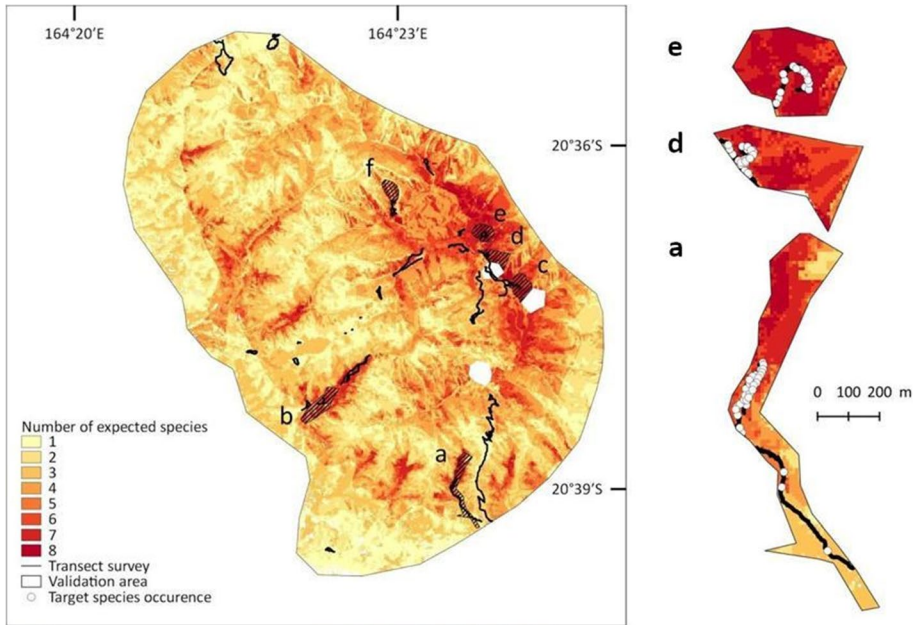 164°20′E
164°23′E
20°36′S
20°39′S
f
e
d
c
b
a
Number of expected species
1
2
3
4
5
6
7
8
Transect survey
Validation area
Target species occurence
e
d
a
0 100 200 m